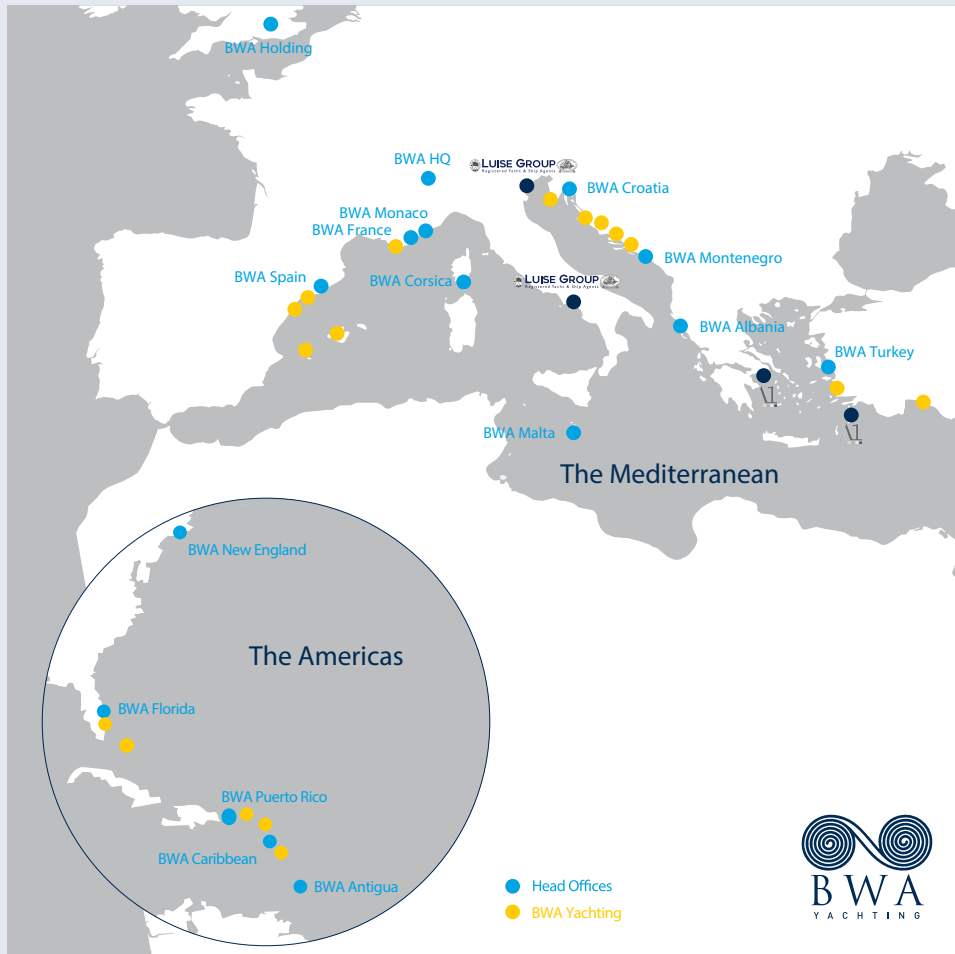 BWA Holding
BWA HQ
LUISE GROUP
Registered Yacht & Ship Agents
BWA Croatia
BWA Monaco
BWA France
BWA Montenegro
BWA Spain
BWA Corsica
LUISE GROUP
Registered Yacht & Ship Agents
BWA Albania
BWA Turkey
BWA Malta
The Mediterranean
BWA New England
The Americas
BWA Florida
BWA Puerto Rico
BWA Caribbean
BWA Antigua
Head Offices
BWA Yachting
BWA
YACHTING